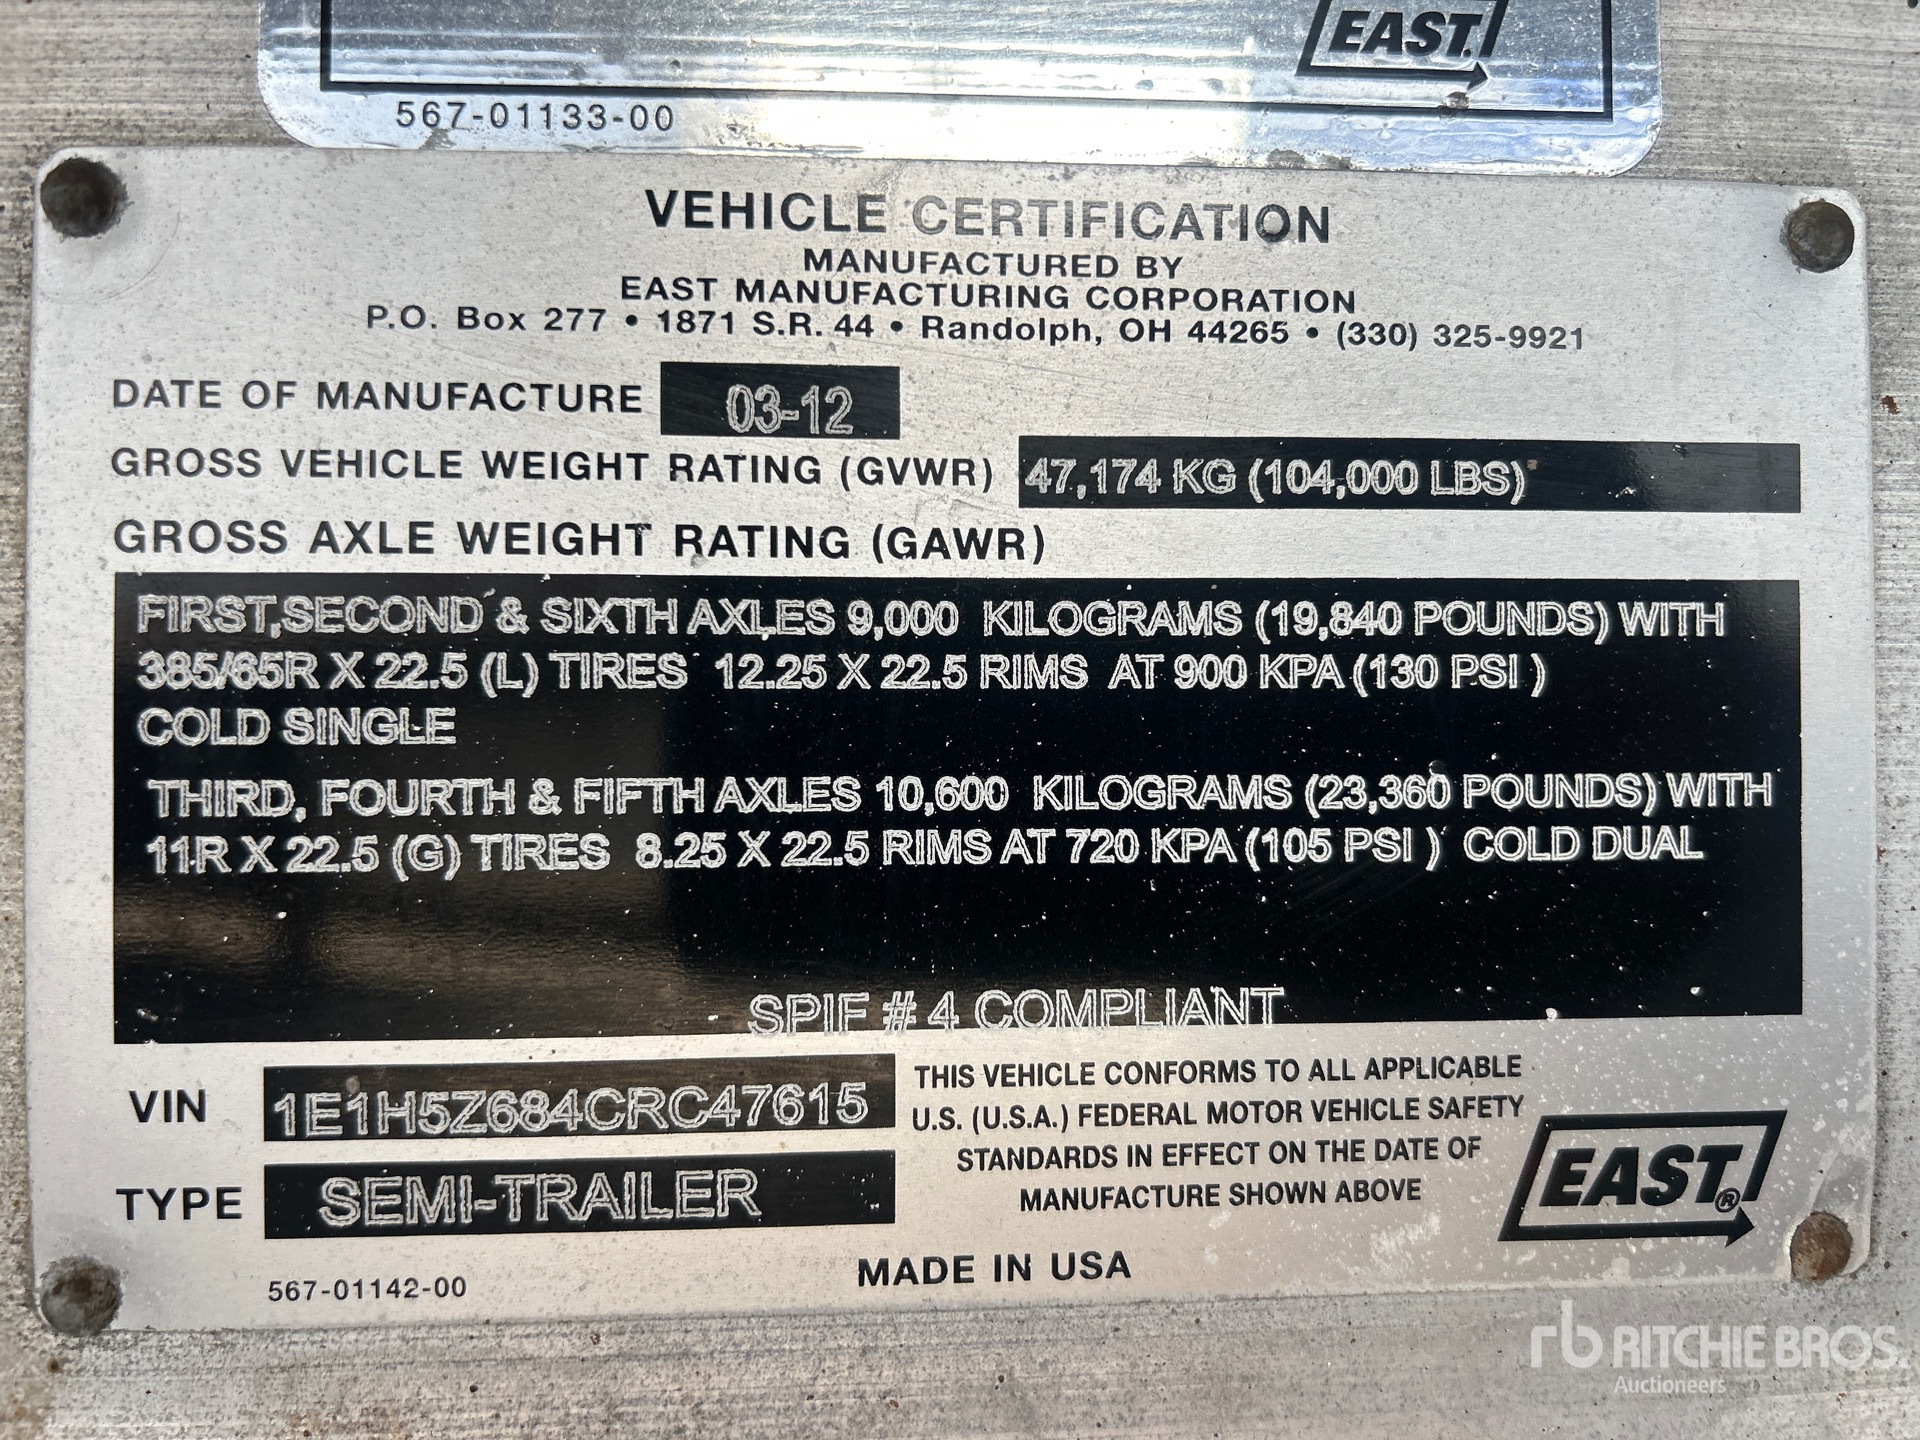 EAST.
567-01133-00
VEHICLE CERTIFICATION
MANUFACTURED BY
EAST MANUFACTURING CORPORATION
P.O. Box 277 • 1871 S.R. 44 • Randolph, OH 44265 • (330) 325-9921
DATE OF MANUFACTURE 03-12
GROSS VEHICLE WEIGHT RATING (GVWR) 47,174 KG (104,000 LBS)
GROSS AXLE WEIGHT RATING (GAWR)
FIRST,SECOND & SIXTH AXLES 9,000 KILOGRAMS (19,840 POUNDS) WITH
385/65R X 22.5 (L) TIRES 12.25 X 22.5 RIMS AT 900 KPA (130 PSI )
COLD SINGLE
THIRD, FOURTH & FIFTH AXLES 10,600 KILOGRAMS (23,360 POUNDS) WITH
11R X 22.5 (G) TIRES 8.25 X 22.5 RIMS AT 720 KPA (105 PSI ) COLD DUAL
SPIF # 4 COMPLIANT
VIN 1E1H5Z684CRC47615
TYPE SEMI-TRAILER
THIS VEHICLE CONFORMS TO ALL APPLICABLE
U.S. (U.S.A.) FEDERAL MOTOR VEHICLE SAFETY
STANDARDS IN EFFECT ON THE DATE OF
MANUFACTURE SHOWN ABOVE
EAST.®
567-01142-00
MADE IN USA
rb RITCHIE BROS.
Auctioneers